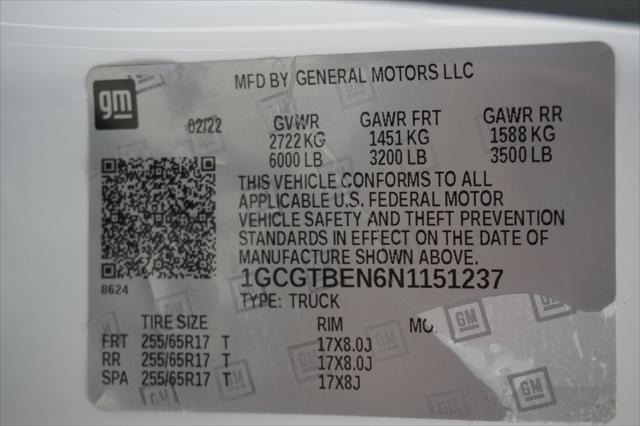 gm
MFD BY GENERAL MOTORS LLC
02/22 GVWR GAWR FRT GAWR RR
2722 KG 1451 KG 1588 KG
6000 LB 3200 LB 3500 LB
THIS VEHICLE CONFORMS TO ALL
APPLICABLE U.S. FEDERAL MOTOR
VEHICLE SAFETY AND THEFT PREVENTION
STANDARDS IN EFFECT ON THE DATE OF
MANUFACTURE SHOWN ABOVE.
8624
1GCGTBEN6N1151237
TYPE: TRUCK
TIRE SIZE RIM
FRT 255/65R17 T 17X8.0J
RR 255/65R17 T 17X8.0J
SPA 255/65R17 T 17X8J
GM
GM
GM